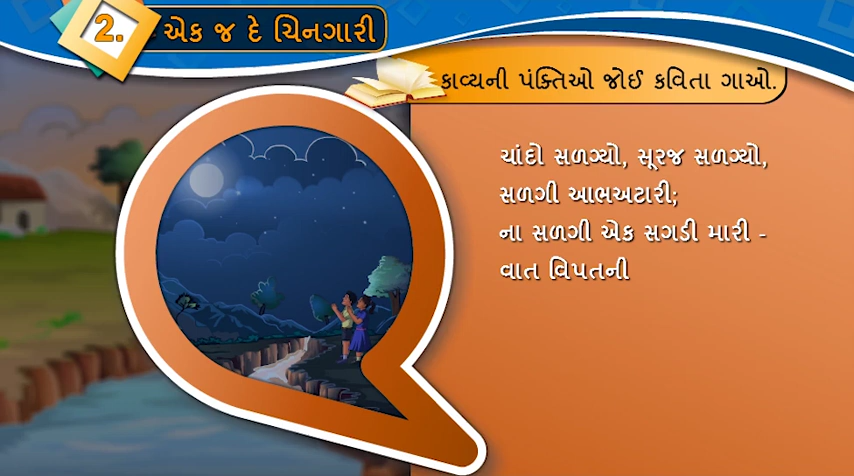 2. એક જ દે ચિનગારી
કાવ્યની પંક્તિઓ જોઈ કવિતા ગાઓ.
ચાંદો સળગ્યો, સૂરજ સળગ્યો,
સળગી આભઅટારી;
ના સળગી એક સગડી મારી -
વાત વિપતની